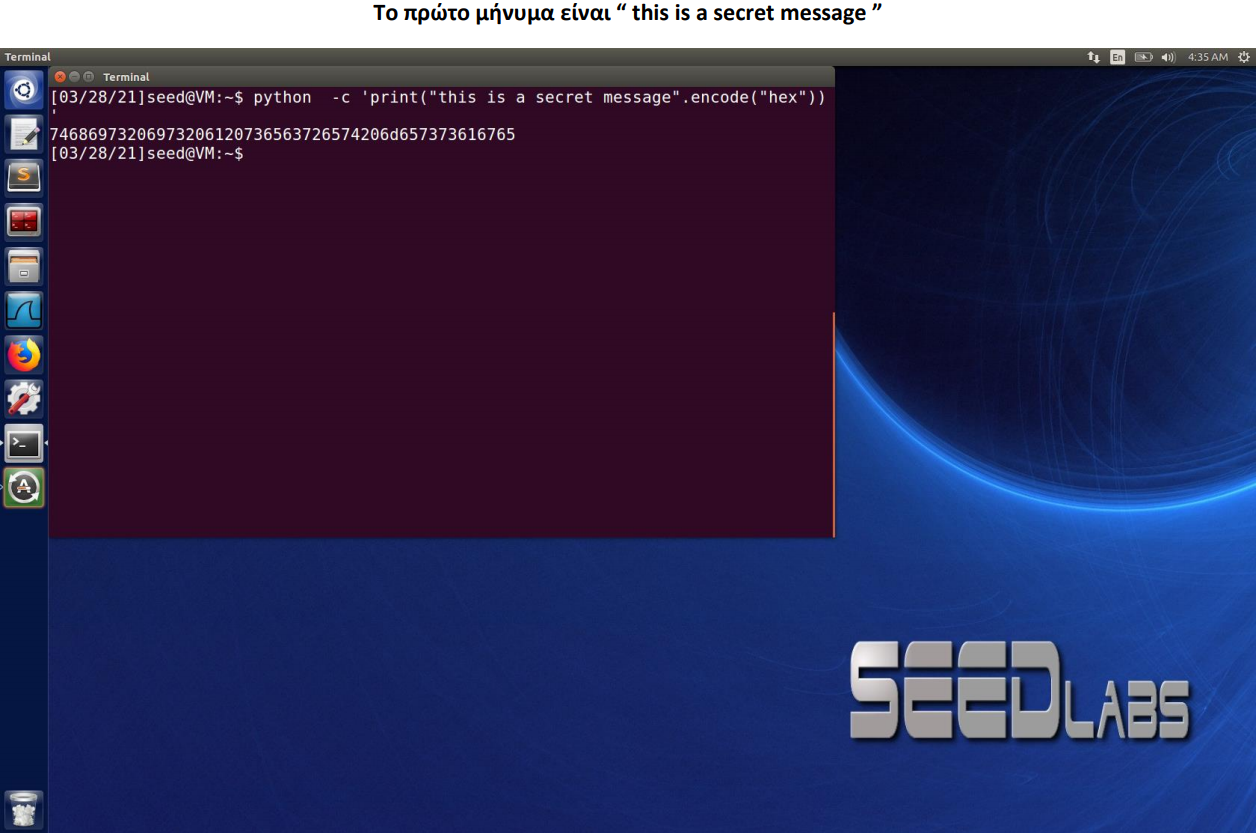 Το πρώτο μήνυμα είναι “ this is a secret message ”
Terminal
En
4:35 AM
Terminal
[03/28/21]seed@VM:~$ python  -c 'print("this is a secret message".encode("hex"))
'
74686973206973206120736563726574206d657373616765
[03/28/21]seed@VM:~$
SEEDLABS